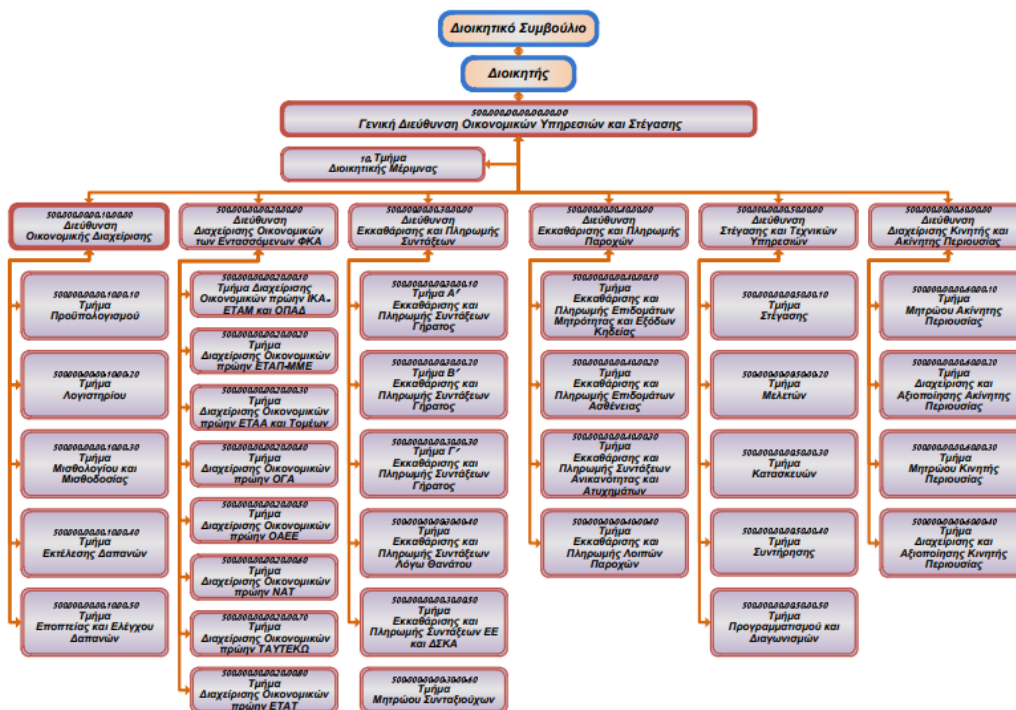 Διοικητικό Συμβούλιο
Διοικητής
500.000.00.00.00.00.00
Γενική Διεύθυνση Οικονομικών Υπηρεσιών και Στέγασης
10. Τμήμα
Διοικητικής Μέριμνας
Διεύθυνση
Οικονομικής Διαχείρισης
Τμήμα
Προϋπολογισμού
Τμήμα
Λογιστηρίου
Τμήμα
Μισθολογίου και
Μισθοδοσίας
Τμήμα
Εκτέλεσης Δαπανών
Τμήμα
Εποπτείας και Ελέγχου
Δαπανών
Διεύθυνση
Διαχείρισης Οικονομικών
των Εντασσόμενων ΦΚΑ
Τμήμα Διαχείρισης
Οικονομικών πρώην ΙΚΑ-
ΕΤΑΜ και ΟΠΑΔ
Τμήμα
Διαχείρισης Οικονομικών
πρώην ΕΤΑΠ-ΜΜΕ
Τμήμα
Διαχείρισης Οικονομικών
πρώην ΕΤΑΑ και Τομέων
Τμήμα
Διαχείρισης Οικονομικών
πρώην ΟΓΑ
Τμήμα
Διαχείρισης Οικονομικών
πρώην ΟΑΕΕ
Τμήμα
Διαχείρισης Οικονομικών
πρώην ΝΑΤ
Τμήμα
Διαχείρισης Οικονομικών
πρώην ΤΑΥΤΕΚΩ
Τμήμα
Διαχείρισης Οικονομικών
πρώην ΕΤΑΤ
Διεύθυνση
Εκκαθάρισης και Πληρωμής
Συντάξεων
Τμήμα Α'
Εκκαθάρισης και
Πληρωμής Συντάξεων
Γήρατος
Τμήμα Β'
Εκκαθάρισης και
Πληρωμής Συντάξεων
Γήρατος
Τμήμα Γ'
Εκκαθάρισης και
Πληρωμής Συντάξεων
Γήρατος
Τμήμα
Εκκαθάρισης και
Πληρωμής Συντάξεων
Λόγω Θανάτου
Τμήμα
Εκκαθάρισης και
Πληρωμής Συντάξεων ΕΕ
και ΔΣΚΑ
Τμήμα
Μητρώου Συνταξιούχων
Διεύθυνση
Εκκαθάρισης και Πληρωμής
Παροχών
Τμήμα
Εκκαθάρισης και
Πληρωμής Επιδομάτων
Μητρότητας και Εξόδων
Κηδείας
Τμήμα
Εκκαθάρισης και
Πληρωμής Επιδομάτων
Ασθένειας
Τμήμα
Εκκαθάρισης και
Πληρωμής Συντάξεων
Ανικανότητας και
Ατυχημάτων
Τμήμα
Εκκαθάρισης και
Πληρωμής Λοιπών
Παροχών
Διεύθυνση
Στέγασης και Τεχνικών
Υπηρεσιών
Τμήμα
Στέγασης
Τμήμα
Μελετών
Τμήμα
Κατασκευών
Τμήμα
Συντήρησης
Τμήμα
Προγραμματισμού και
Διαγωνισμών
Διεύθυνση
Διαχείρισης Κινητής και
Ακίνητης Περιουσίας
Τμήμα
Μητρώου Ακίνητης
Περιουσίας
Τμήμα
Διαχείρισης και
Αξιοποίησης Ακίνητης
Περιουσίας
Τμήμα
Μητρώου Κινητής
Περιουσίας
Τμήμα
Διαχείρισης και
Αξιοποίησης Κινητής
Περιουσίας